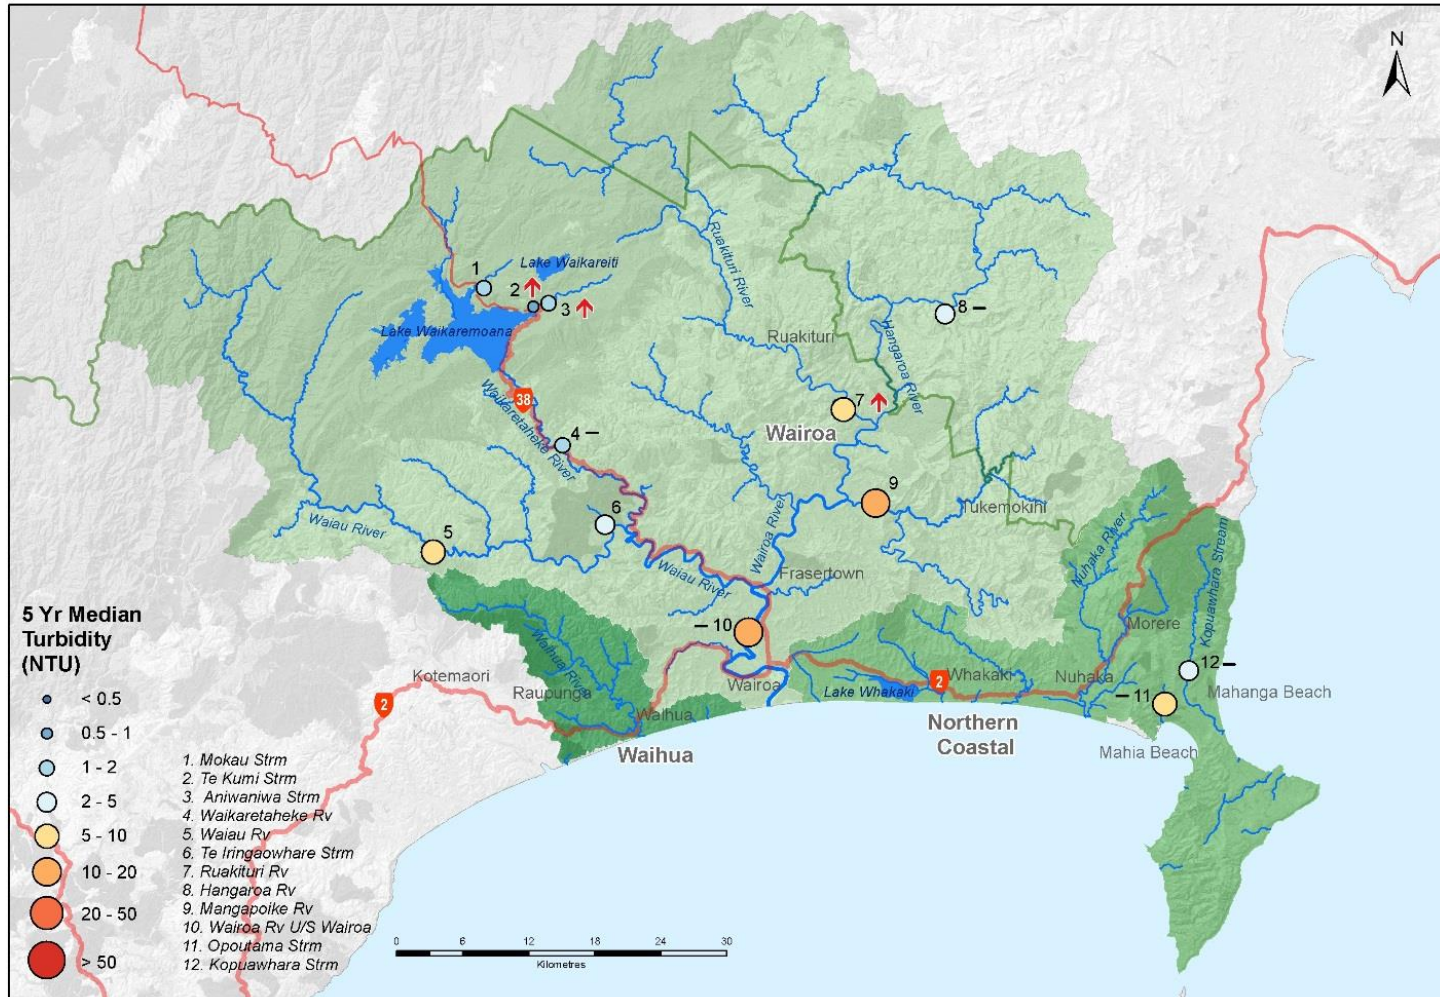 N
1
Lake Waikareiti
2
3
Lake Waikaremoana
Ruakituri River
8 –
Ruakituri
Hangaroa River
38
Waikaretaheke River
7
Wairoa
4 –
9
6
Tukemokihi
Waiau River
5
Wairoa River
Nuhaka River
Kopuawhara Stream
Frasertown
Waiau River
5 Yr Median
Turbidity
(NTU)
– 10
Morere
Waihua River
Kotemaori
Raupunga
Wairoa
Lake Whakaki
2
Whakaki
Nuhaka
12 –
– 11
Mahanga Beach
2
Waihua
Waihua
Northern
Coastal
Mahia Beach
< 0.5
0.5 - 1
1 - 2
2 - 5
5 - 10
10 - 20
20 - 50
> 50
1. Mokau Strm
2. Te Kumi Strm
3. Aniwaniwa Strm
4. Waikaretaheke Rv
5. Waiau Rv
6. Te Iringaowhare Strm
7. Ruakituri Rv
8. Hangaroa Rv
9. Mangapoike Rv
10. Wairoa Rv U/S Wairoa
11. Opoutama Strm
12. Kopuawhara Strm
0 6 12 18 24 30
Kilometres